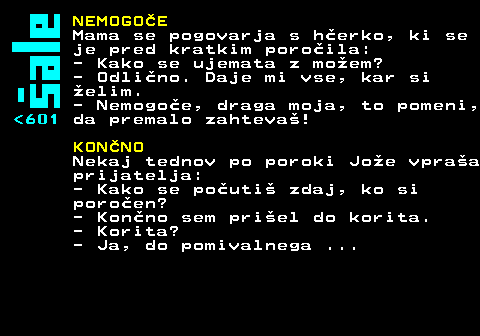 šale
<601
NEMOGOČE
Mama se pogovarja s hčerko, ki se
je pred kratkim poročila:
- Kako se ujemata z možem?
- Odlično. Daje mi vse, kar si
želim.
- Nemogoče, draga moja, to pomeni,
da premalo zahtevaš!
KONČNO
Nekaj tednov po poroki Jože vpraša
prijatelja:
- Kako se počutiš zdaj, ko si
poročen?
- Končno sem prišel do korita.
- Korita?
- Ja, do pomivalnega ...